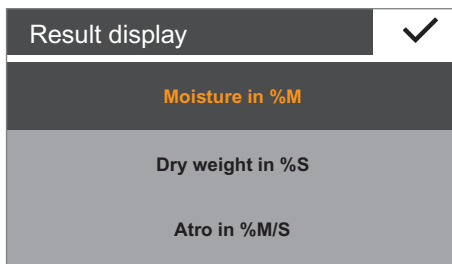 Result display
Moisture in %M
Dry weight in %S
Atro in %M/S